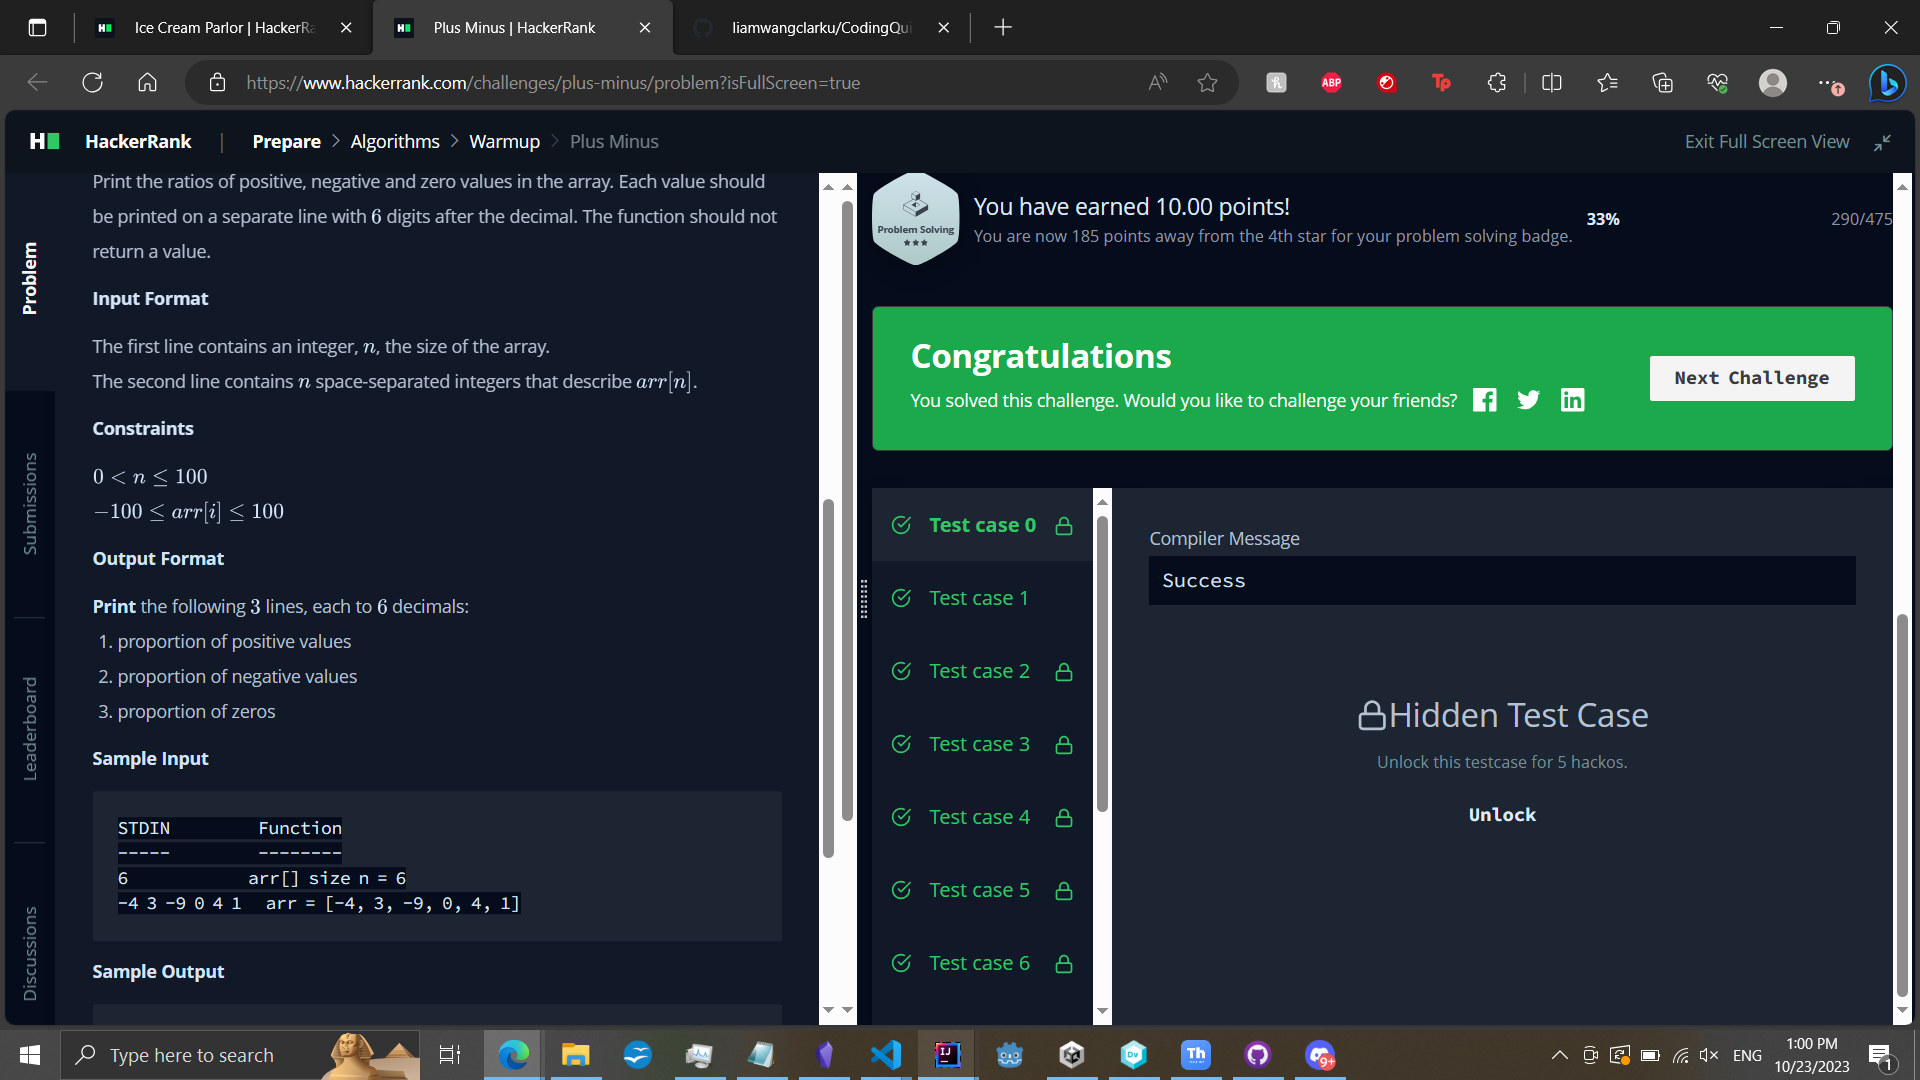 Ice Cream Parlor | HackerRa
Plus Minus | HackerRank
liamwangclarku/CodingQui
https://www.hackerrank.com/challenges/plus-minus/problem?isFullScreen=true
ABP
Tp
HackerRank | Prepare > Algorithms > Warmup > Plus Minus
Exit Full Screen View
Problem
Submissions
Leaderboard
Discussions
Print the ratios of positive, negative and zero values in the array. Each value should
be printed on a separate line with 6 digits after the decimal. The function should not
return a value.
Input Format
The first line contains an integer, n, the size of the array.
The second line contains n space-separated integers that describe arr[n].
Constraints
0 < n ≤ 100
−100 ≤ arr[i] ≤ 100
Output Format
Print the following 3 lines, each to 6 decimals:
1. proportion of positive values
2. proportion of negative values
3. proportion of zeros
Sample Input
STDIN Function
----- --------
6 arr[] size n = 6
-4 3 -9 0 4 1 arr = [-4, 3, -9, 0, 4, 1]
Sample Output
Problem Solving
You have earned 10.00 points!
You are now 185 points away from the 4th star for your problem solving badge.
33%
290/475
Congratulations
You solved this challenge. Would you like to challenge your friends?
Next Challenge
Test case 0
Test case 1
Test case 2
Test case 3
Test case 4
Test case 5
Test case 6
Compiler Message
Success
Hidden Test Case
Unlock this testcase for 5 hackos.
Unlock
Type here to search
IJ
Dv
Th
9+
ENG
1:00 PM
10/23/2023
1